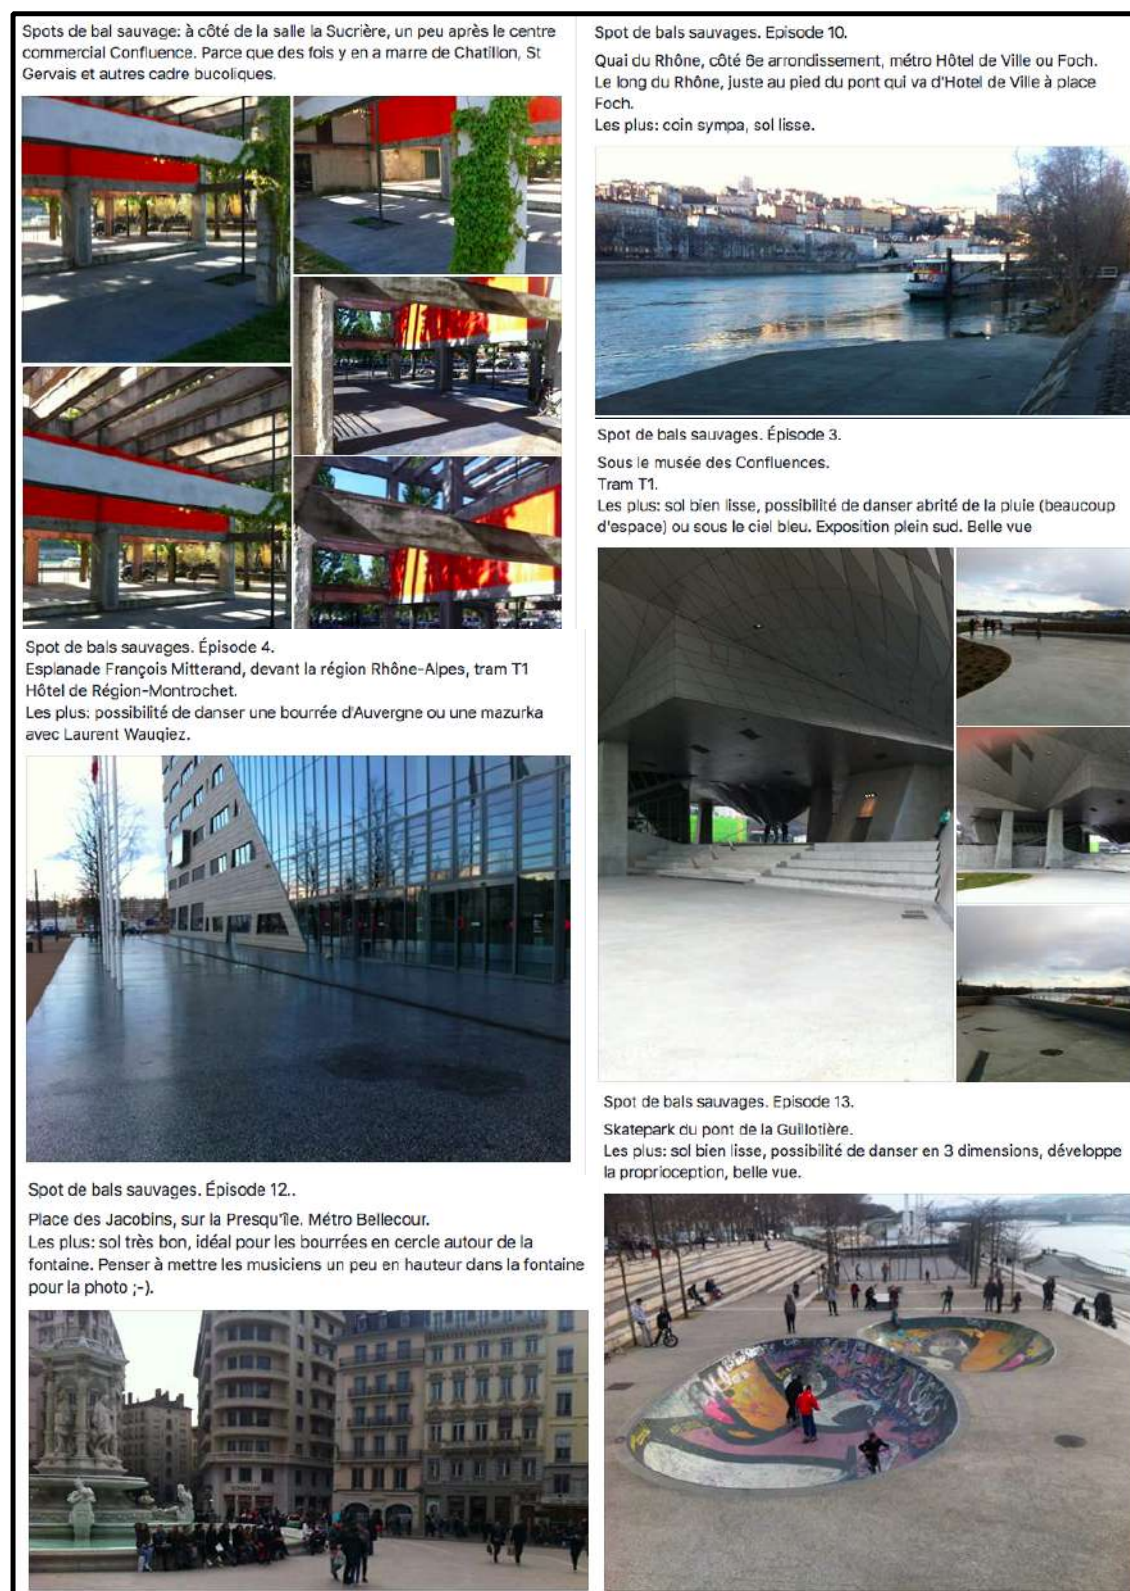 Spots de bal sauvage: à côté de la salle la Sucrière, un peu après le centre
commercial Confluence. Parce que des fois y en a marre de Chatillon, St
Gervais et autres cadre bucoliques.
Spot de bals sauvages. Épisode 4.
Esplanade François Mitterand, devant la région Rhône-Alpes, tram T1
Hôtel de Région-Montrochet.
Les plus: possibilité de danser une bourrée d'Auvergne ou une mazurka
avec Laurent Wauqiez.
Spot de bals sauvages. Épisode 12..
Place des Jacobins, sur la Presqu'île. Métro Bellecour.
Les plus: sol très bon, idéal pour les bourrées en cercle autour de la
fontaine. Penser à mettre les musiciens un peu en hauteur dans la fontaine
pour la photo ;-).
Spot de bals sauvages. Episode 10.
Quai du Rhône, côté 6e arrondissement, métro Hôtel de Ville ou Foch.
Le long du Rhône, juste au pied du pont qui va d'Hotel de Ville à place
Foch.
Les plus: coin sympa, sol lisse.
Spot de bals sauvages. Épisode 3.
Sous le musée des Confluences.
Tram T1.
Les plus: sol bien lisse, possibilité de danser abrité de la pluie (beaucoup
d'espace) ou sous le ciel bleu. Exposition plein sud. Belle vue
Spot de bals sauvages. Episode 13.
Skatepark du pont de la Guillotière.
Les plus: sol bien lisse, possibilité de danser en 3 dimensions, développe
la proprioception, belle vue.